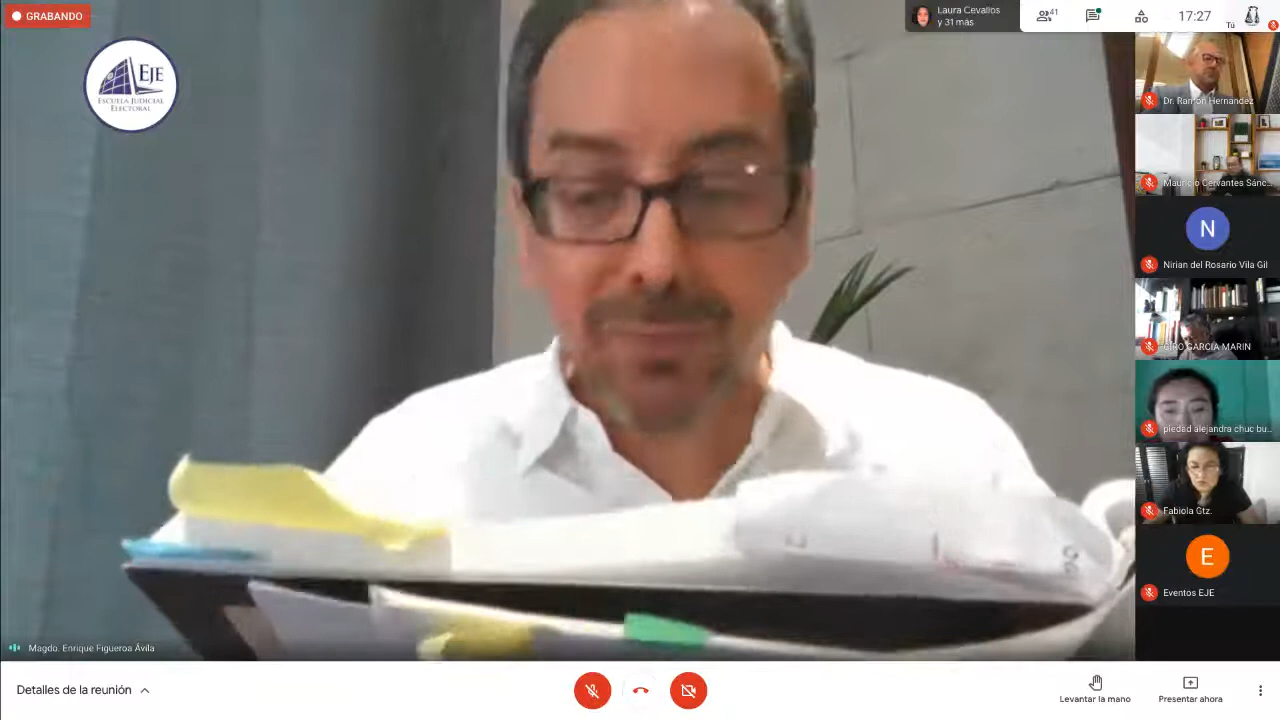 GRABANDO
EJE
ESCUELA JUDICIAL
ELECTORAL
Laura Cevallos
y 31 más
41
17:27
Tú
Dr. Ramón Hernandez
Mauricio Cervantes Sánc...
N
Nirian del Rosario Vila Gil
CIRO GARCIA MARIN
piedad alejandra chuc bu...
Fabiola Gtz.
E
Eventos EJE
Magdo. Enrique Figueroa Ávila
Detalles de la reunión
Levantar la mano
Presentar ahora